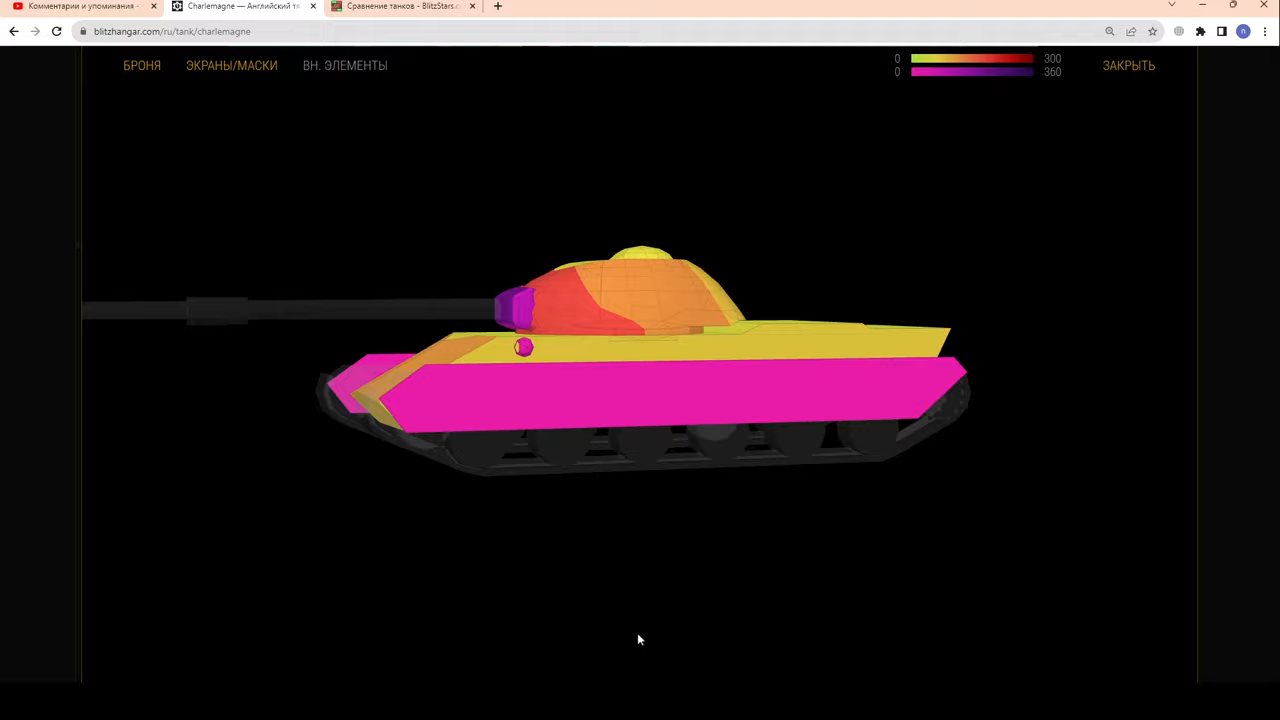 Комментарии и упоминания -
Charlemagne — Английский тя
Сравнение танков - BlitzStars.c
blitzhangar.com/ru/tank/charlemagne
n
БРОНЯ ЭКРАНЫ/МАСКИ ВН. ЭЛЕМЕНТЫ
0 300
0 360
ЗАКРЫТЬ